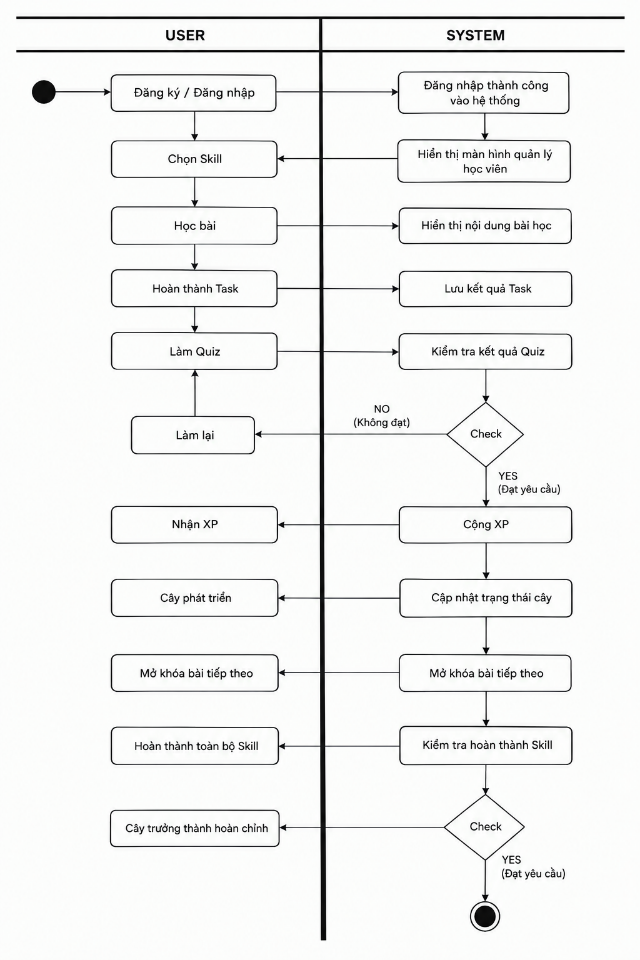 USER
SYSTEM
Đăng ký / Đăng nhập
Đăng nhập thành công
vào hệ thống
Chọn Skill
Hiển thị màn hình quản lý
học viên
Học bài
Hiển thị nội dung bài học
Hoàn thành Task
Lưu kết quả Task
Làm Quiz
Kiểm tra kết quả Quiz
NO
(Không đạt)
Làm lại
Check
YES
(Đạt yêu cầu)
Nhận XP
Cộng XP
Cây phát triển
Cập nhật trạng thái cây
Mở khóa bài tiếp theo
Mở khóa bài tiếp theo
Hoàn thành toàn bộ Skill
Kiểm tra hoàn thành Skill
Cây trưởng thành hoàn chỉnh
Check
YES
(Đạt yêu cầu)